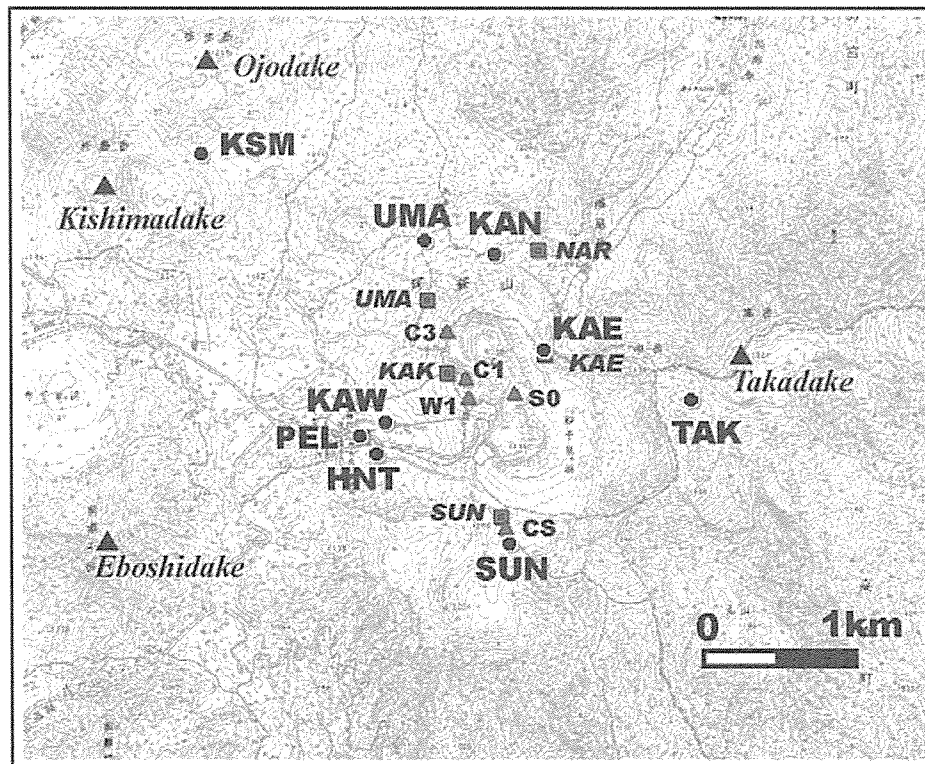 Ojodake
KSM
Kishimadake
UMA
KAN
NAR
UMA
C3
KAE
KAE
KAK
C1
Takadake
W1
S0
KAW
TAK
PEL
HNT
SUN
CS
SUN
Eboshidake
0 1km